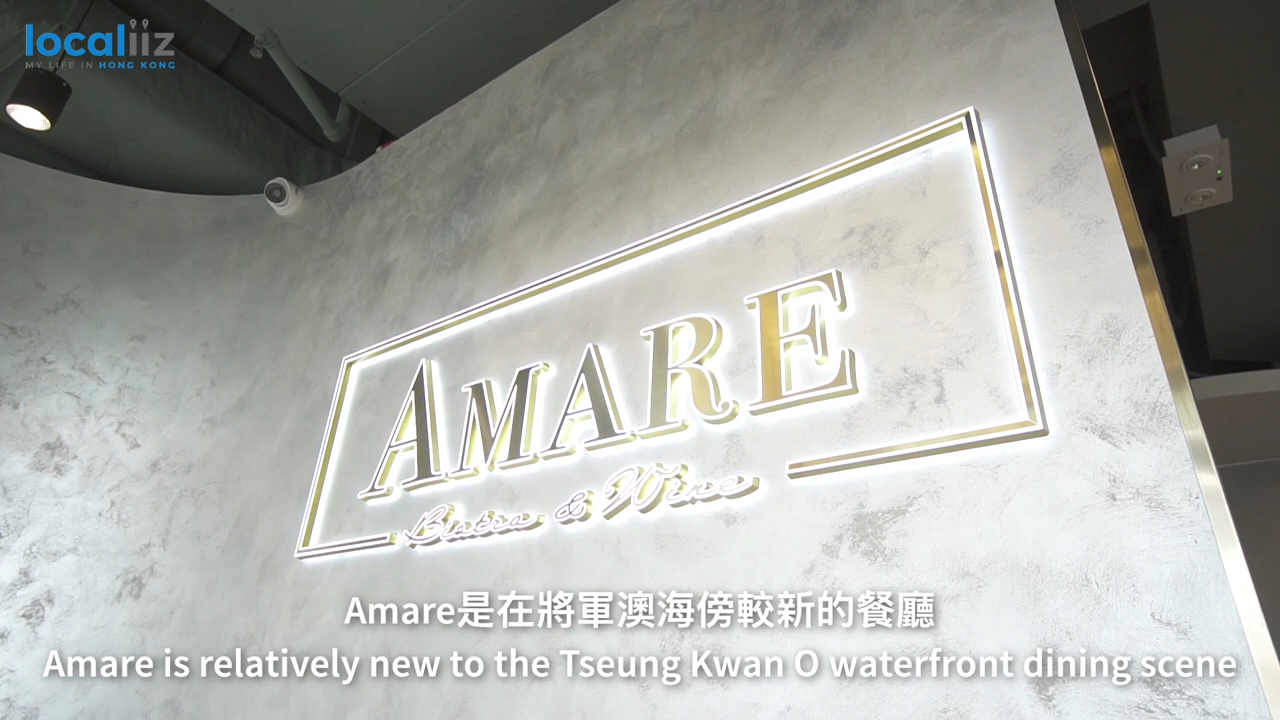 localiiz
MY LIFE IN HONG KONG
AMARE
Bistro & Wine
Amare是在將軍澳海傍較新的餐廳
Amare is relatively new to the Tseung Kwan O waterfront dining scene